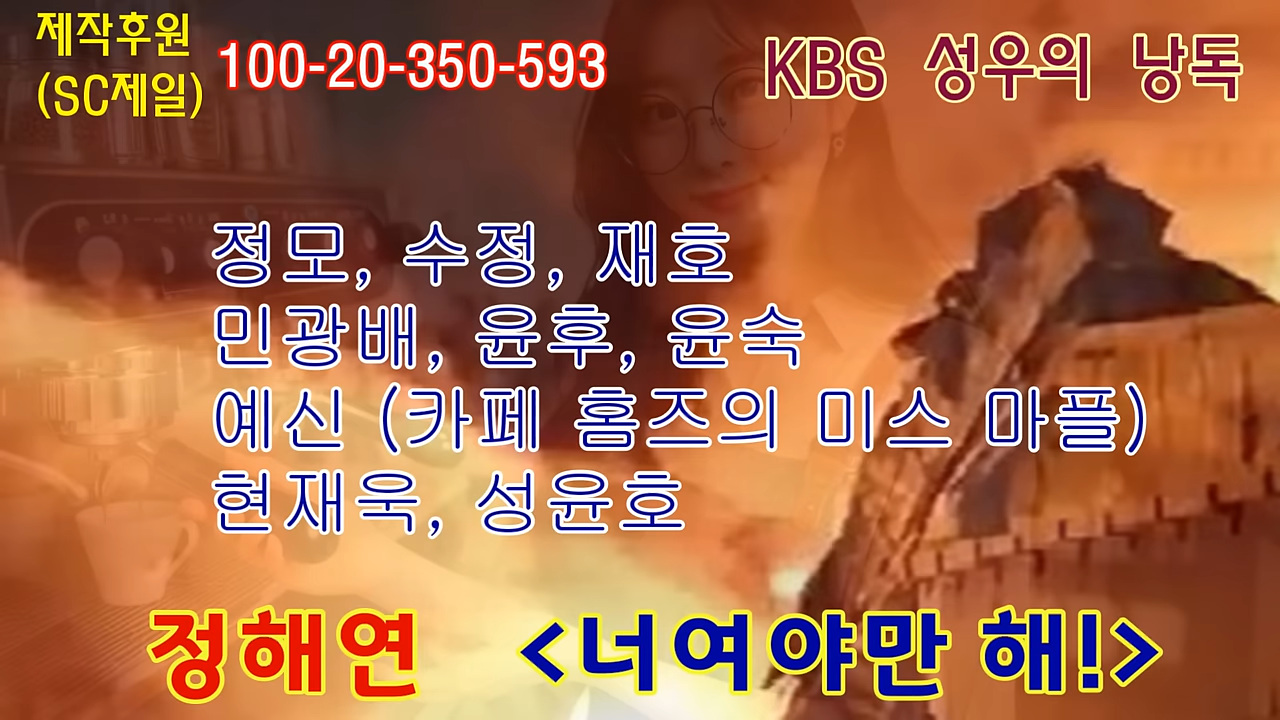 제작후원
(SC제일)
100-20-350-593
KBS 성우의 낭독
정모, 수정, 재호
민광배, 윤후, 윤숙
예신 (카페 홈즈의 미스 마플)
현재욱, 성윤호
정해연 <너여야만 해!>